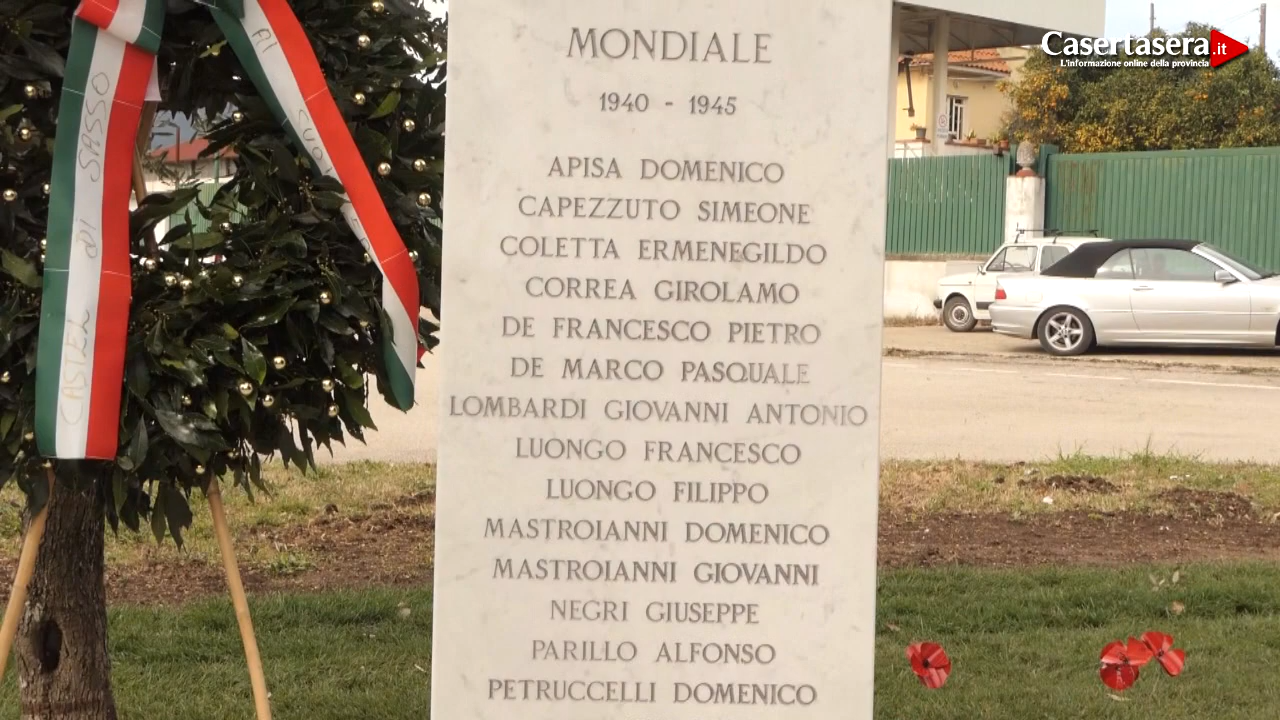 MONDIALE
1940 - 1945
APISA DOMENICO
CAPEZZUTO SIMEONE
COLETTA ERMENEGILDO
CORREA GIROLAMO
DE FRANCESCO PIETRO
DE MARCO PASQUALE
LOMBARDI GIOVANNI ANTONIO
LUONGO FRANCESCO
LUONGO FILIPPO
MASTROIANNI DOMENICO
MASTROIANNI GIOVANNI
NEGRI GIUSEPPE
PARILLO ALFONSO
PETRUCCELLI DOMENICO
CASTEL DI SASSO
AI
Casertasera.it
L'informazione online della provincia